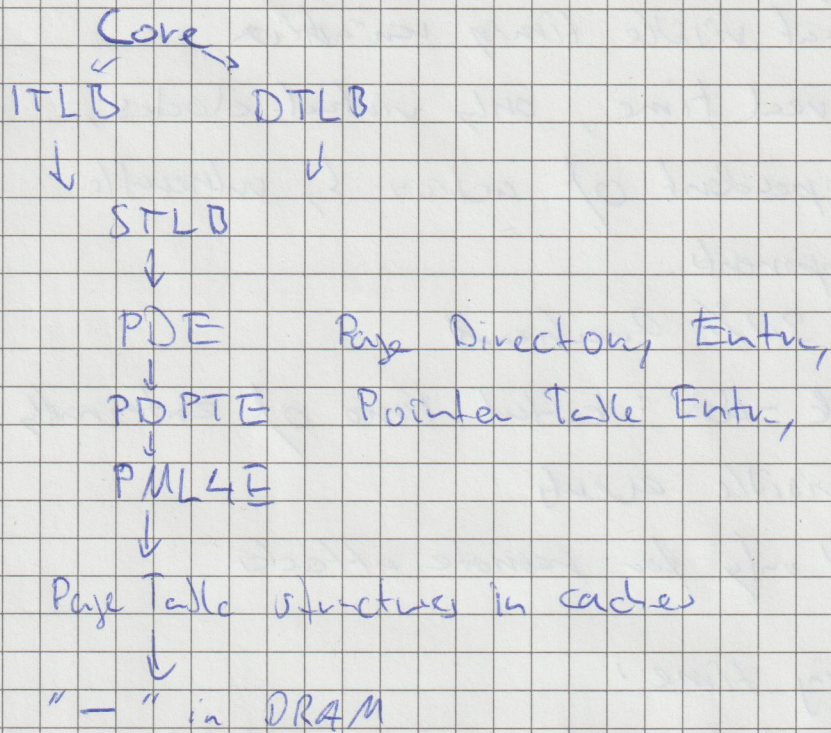 Core
ITLB DTLB
STLB
PDE Page Directory Entry
PDPTE Pointer Table Entry
PML4E
Page Table structures in caches
" — " in DRAM